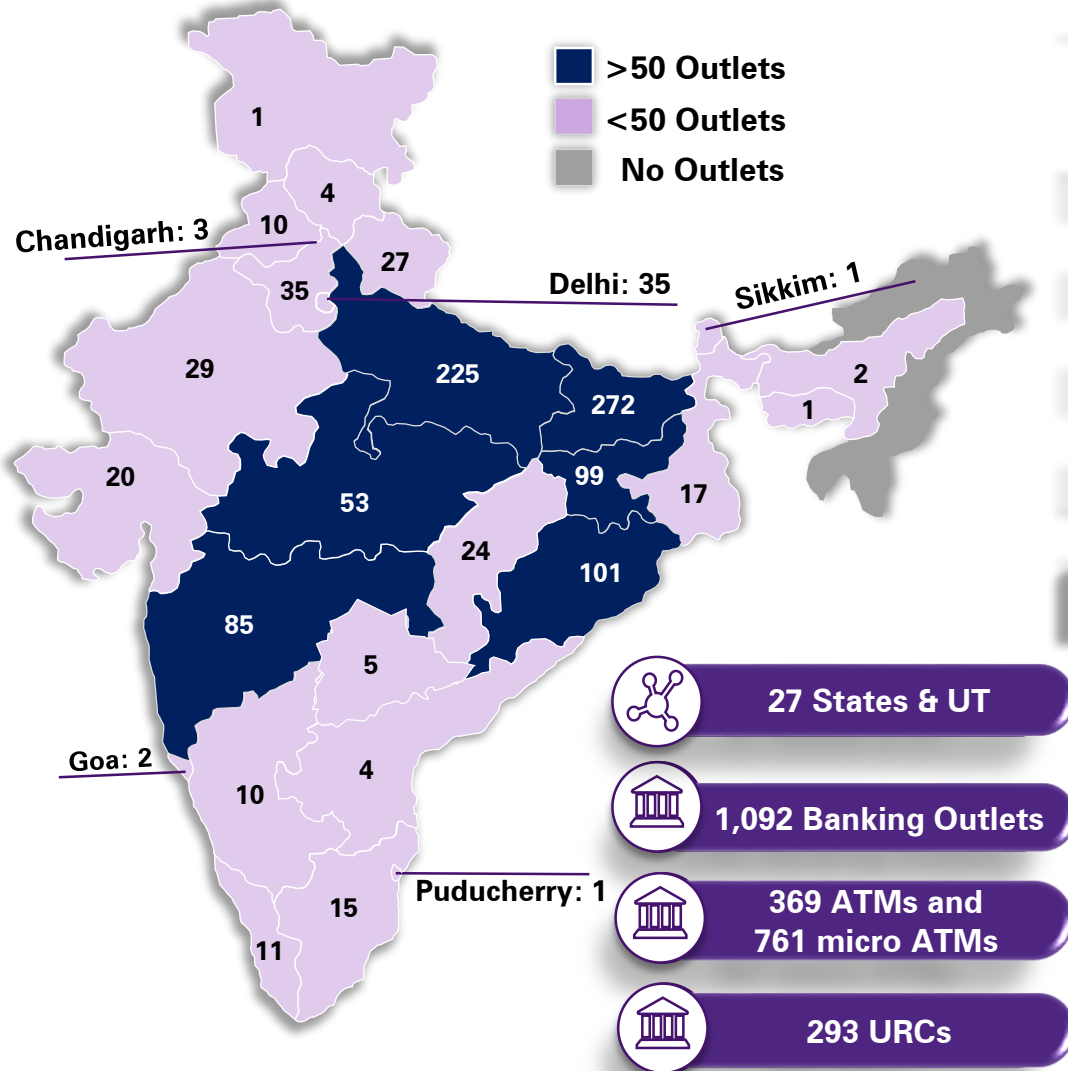 >50 Outlets
<50 Outlets
No Outlets
1
4
10
Chandigarh: 3
27
35
Delhi: 35
Sikkim: 1
29
225
2
272
1
20
99
53
17
24
101
85
5
27 States & UT
Goa: 2
4
10
1,092 Banking Outlets
Puducherry: 1
15
369 ATMs and
761 micro ATMs
11
293 URCs